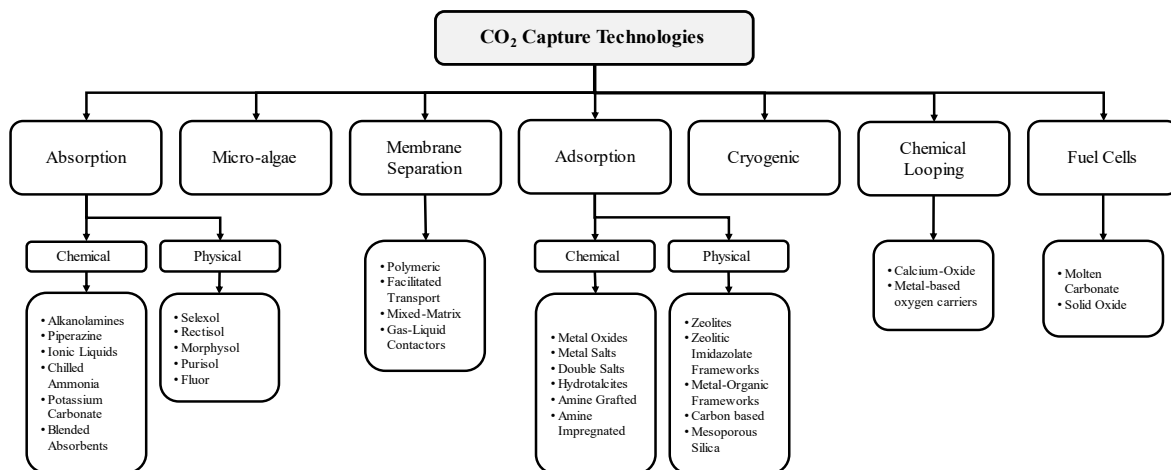 CO₂ Capture Technologies
Absorption
Micro-algae
Membrane
Separation
Adsorption
Cryogenic
Chemical
Looping
Fuel Cells
Chemical
Physical
• Alkanolamines
• Piperazine
• Ionic Liquids
• Chilled
Ammonia
• Potassium
Carbonate
• Blended
Absorbents
• Selexol
• Rectisol
• Morphysol
• Purisol
• Fluor
• Polymeric
• Facilitated
Transport
• Mixed-Matrix
• Gas-Liquid
Contactors
Chemical
Physical
• Metal Oxides
• Metal Salts
• Double Salts
• Hydrotalcites
• Amine Grafted
• Amine
Impregnated
• Zeolites
• Zeolitic
Imidazolate
Frameworks
• Metal-Organic
Frameworks
• Carbon based
• Mesoporous
Silica
• Calcium-Oxide
• Metal-based
oxygen carriers
• Molten
Carbonate
• Solid Oxide